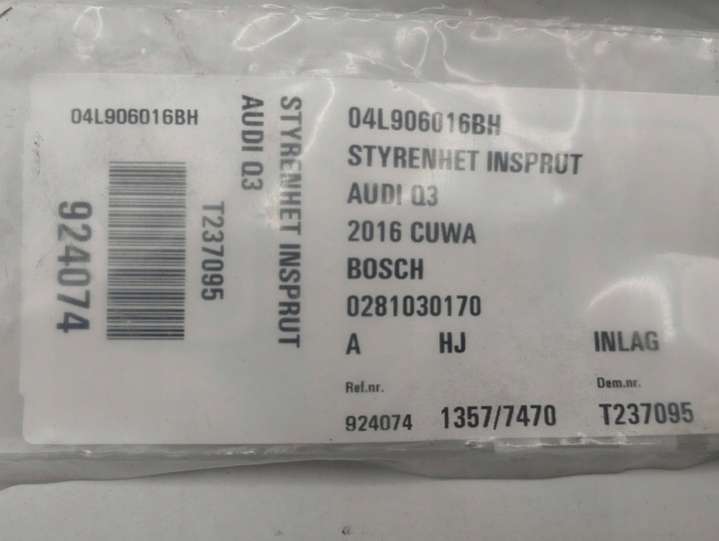 04L906016BH
924074
T237095
AUDI Q3
STYRENHET INSPRUT
04L906016BH
STYRENHET INSPRUT
AUDI Q3
2016 CUWA
BOSCH
0281030170
A HJ INLAG
Ref.nr. Dem.nr.
924074 1357/7470 T237095